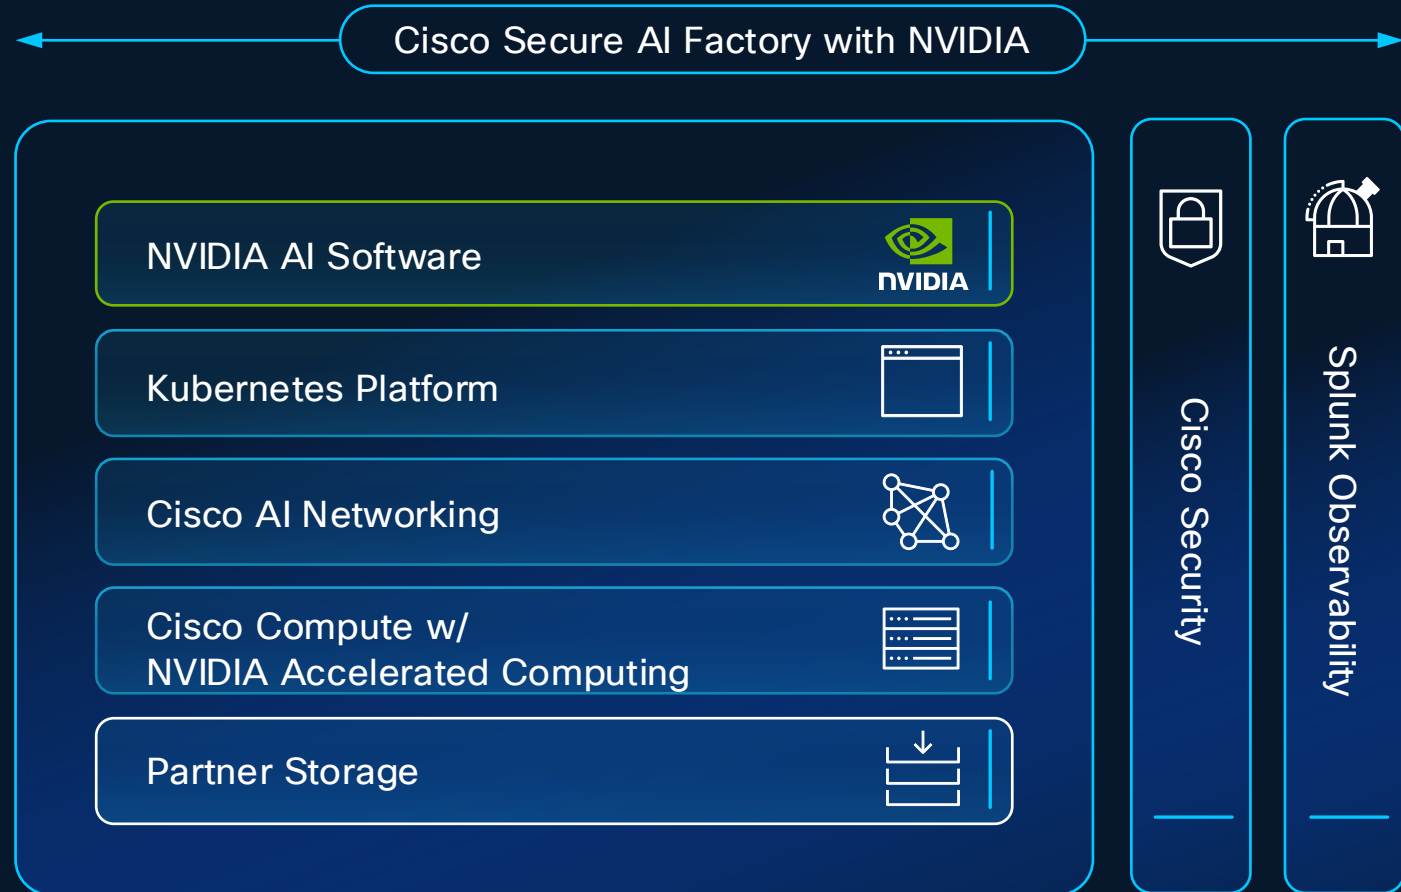 Cisco Secure AI Factory with NVIDIA
NVIDIA AI Software
NVIDIA
Kubernetes Platform
Cisco AI Networking
Cisco Compute w/
NVIDIA Accelerated Computing
Partner Storage
Cisco Security
Splunk Observability